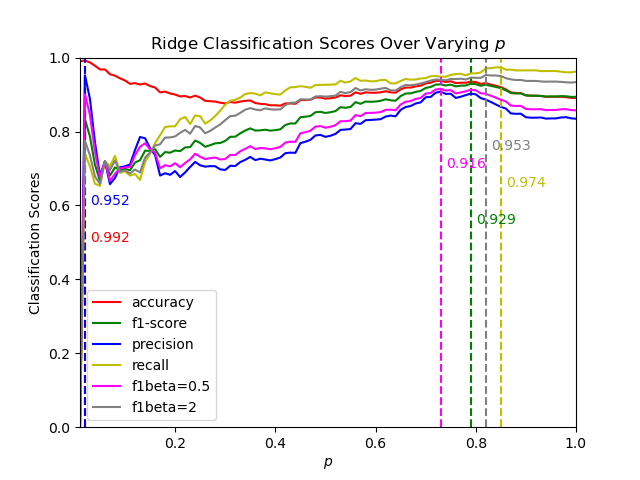 Ridge Classification Scores Over Varying p
1.0
0.8
0.6
0.4
0.2
0.0
Classification Scores
0.953
0.916
0.974
0.952
0.929
0.992
accuracy
f1-score
precision
recall
f1beta=0.5
f1beta=2
0.2 0.4 0.6 0.8 1.0
p